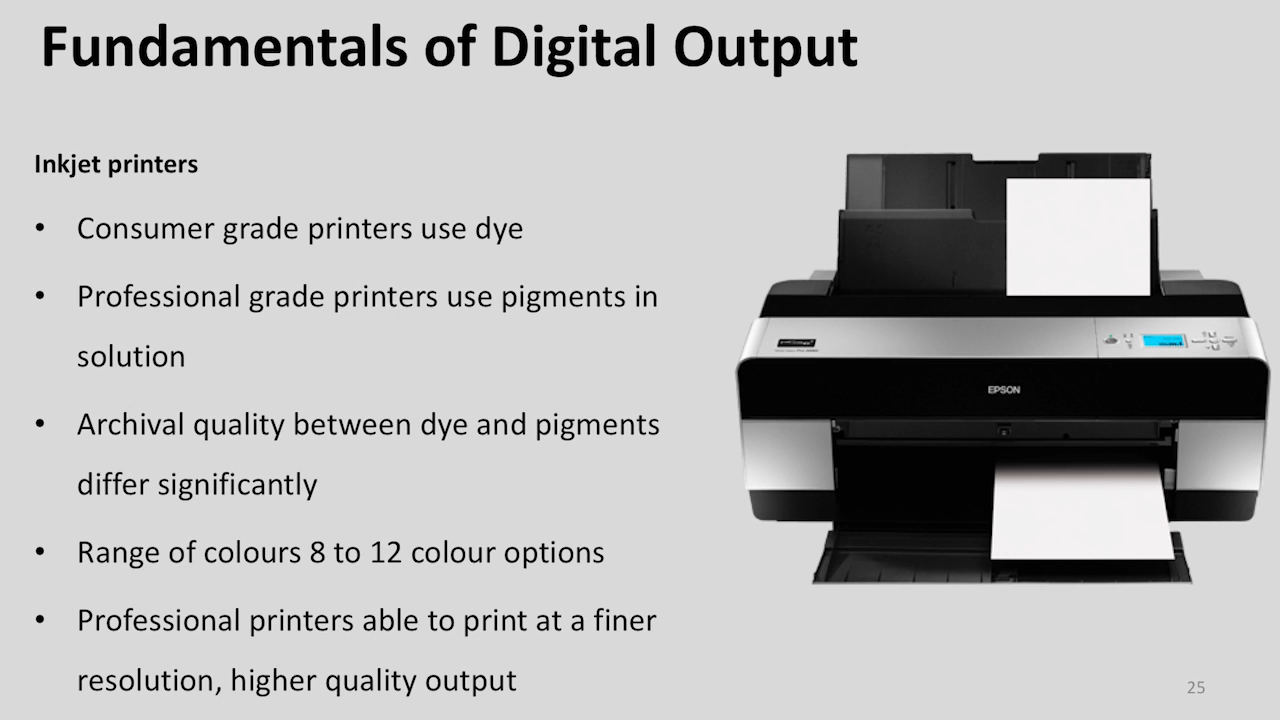 Fundamentals of Digital Output
Inkjet printers
• Consumer grade printers use dye
• Professional grade printers use pigments in
solution
• Archival quality between dye and pigments
differ significantly
• Range of colours 8 to 12 colour options
• Professional printers able to print at a finer
resolution, higher quality output
EPSON
25